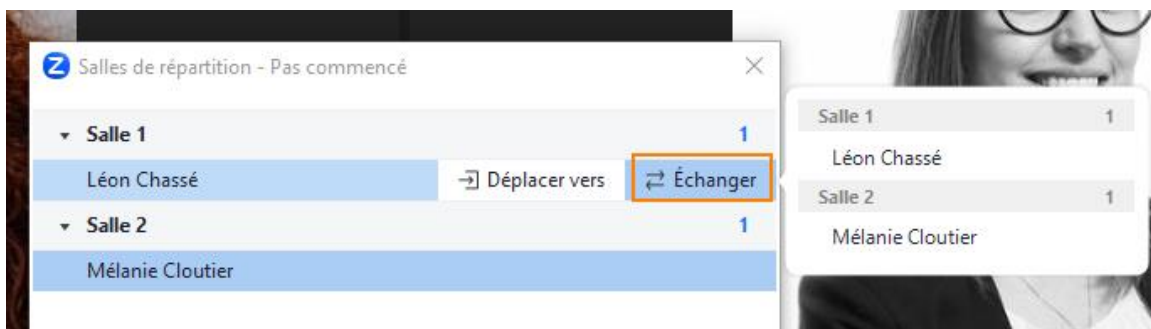 Salles de répartition - Pas commencé
Salle 1 1
Léon Chassé Déplacer vers Échanger
Salle 2 1
Mélanie Cloutier
Salle 1 1
Léon Chassé
Salle 2 1
Mélanie Cloutier